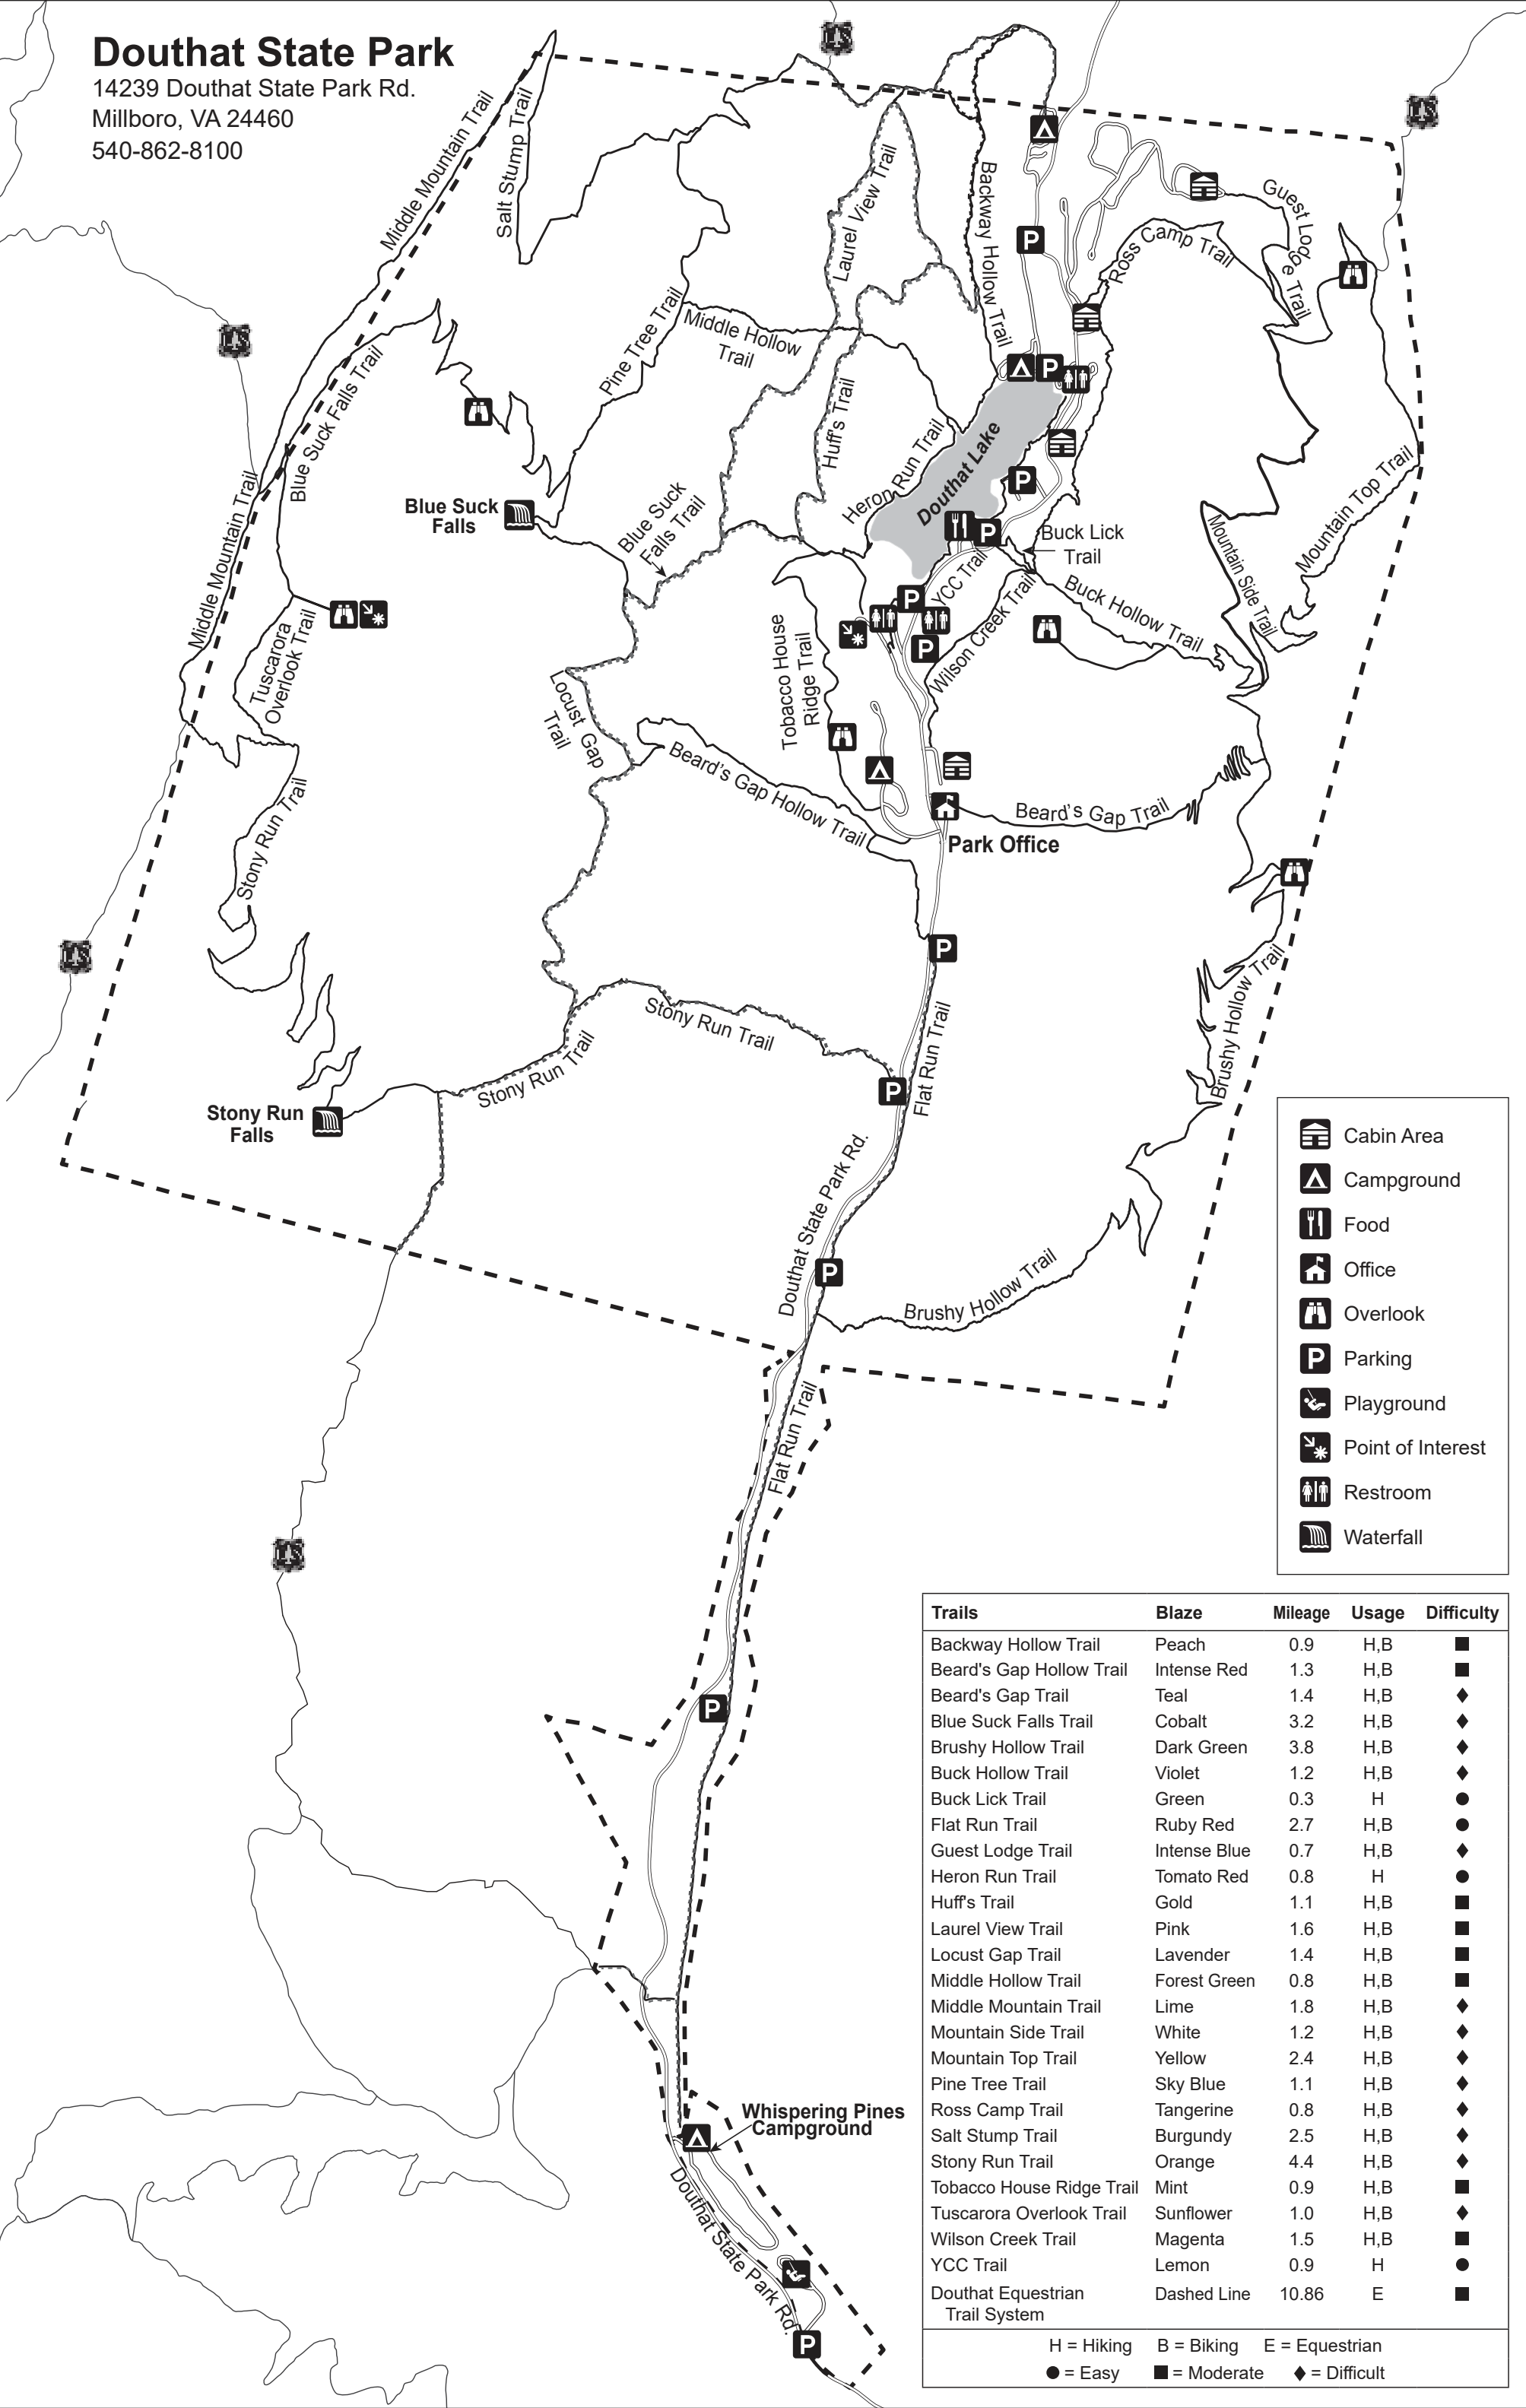 Douthat State Park
14239 Douthat State Park Rd.
Millboro, VA 24460
540-862-8100
Middle Mountain Trail
Salt Stump Trail
Laurel View Trail
Backway Hollow Trail
Guest Lodge Trail
Ross Camp Trail
Pine Tree Trail
Middle Hollow
Trail
Blue Suck Falls Trail
Huff's Trail
Heron Run Trail
Douthat Lake
Mountain Top Trail
Middle Mountain Trail
Blue Suck
Falls
Blue Suck
Falls Trail
Buck Lick
Trail
YCC Trail
Buck Hollow Trail
Mountain Side Trail
Wilson Creek Trail
Tuscarora
Overlook Trail
Locust Gap
Trail
Tobacco House
Ridge Trail
Beard's Gap Hollow Trail
Beard's Gap Trail
Park Office
Stony Run Trail
Stony Run Trail
Stony Run Trail
Flat Run Trail
Brushy Hollow Trail
Stony Run
Falls
Douthat State Park Rd.
Brushy Hollow Trail
Flat Run Trail
Whispering Pines
Campground
Douthat State Park Rd.
Cabin Area
Campground
Food
Office
Overlook
P Parking
Playground
Point of Interest
Restroom
Waterfall
Trails Blaze Mileage Usage Difficulty
Backway Hollow Trail Peach 0.9 H,B ■
Beard's Gap Hollow Trail Intense Red 1.3 H,B ■
Beard's Gap Trail Teal 1.4 H,B ♦
Blue Suck Falls Trail Cobalt 3.2 H,B ♦
Brushy Hollow Trail Dark Green 3.8 H,B ♦
Buck Hollow Trail Violet 1.2 H,B ♦
Buck Lick Trail Green 0.3 H ●
Flat Run Trail Ruby Red 2.7 H,B ●
Guest Lodge Trail Intense Blue 0.7 H,B ♦
Heron Run Trail Tomato Red 0.8 H ●
Huff's Trail Gold 1.1 H,B ■
Laurel View Trail Pink 1.6 H,B ■
Locust Gap Trail Lavender 1.4 H,B ■
Middle Hollow Trail Forest Green 0.8 H,B ■
Middle Mountain Trail Lime 1.8 H,B ♦
Mountain Side Trail White 1.2 H,B ♦
Mountain Top Trail Yellow 2.4 H,B ♦
Pine Tree Trail Sky Blue 1.1 H,B ♦
Ross Camp Trail Tangerine 0.8 H,B ♦
Salt Stump Trail Burgundy 2.5 H,B ♦
Stony Run Trail Orange 4.4 H,B ♦
Tobacco House Ridge Trail Mint 0.9 H,B ■
Tuscarora Overlook Trail Sunflower 1.0 H,B ♦
Wilson Creek Trail Magenta 1.5 H,B ■
YCC Trail Lemon 0.9 H ●
Douthat Equestrian Dashed Line 10.86 E ■
Trail System
H = Hiking B = Biking E = Equestrian
● = Easy ■ = Moderate ♦ = Difficult